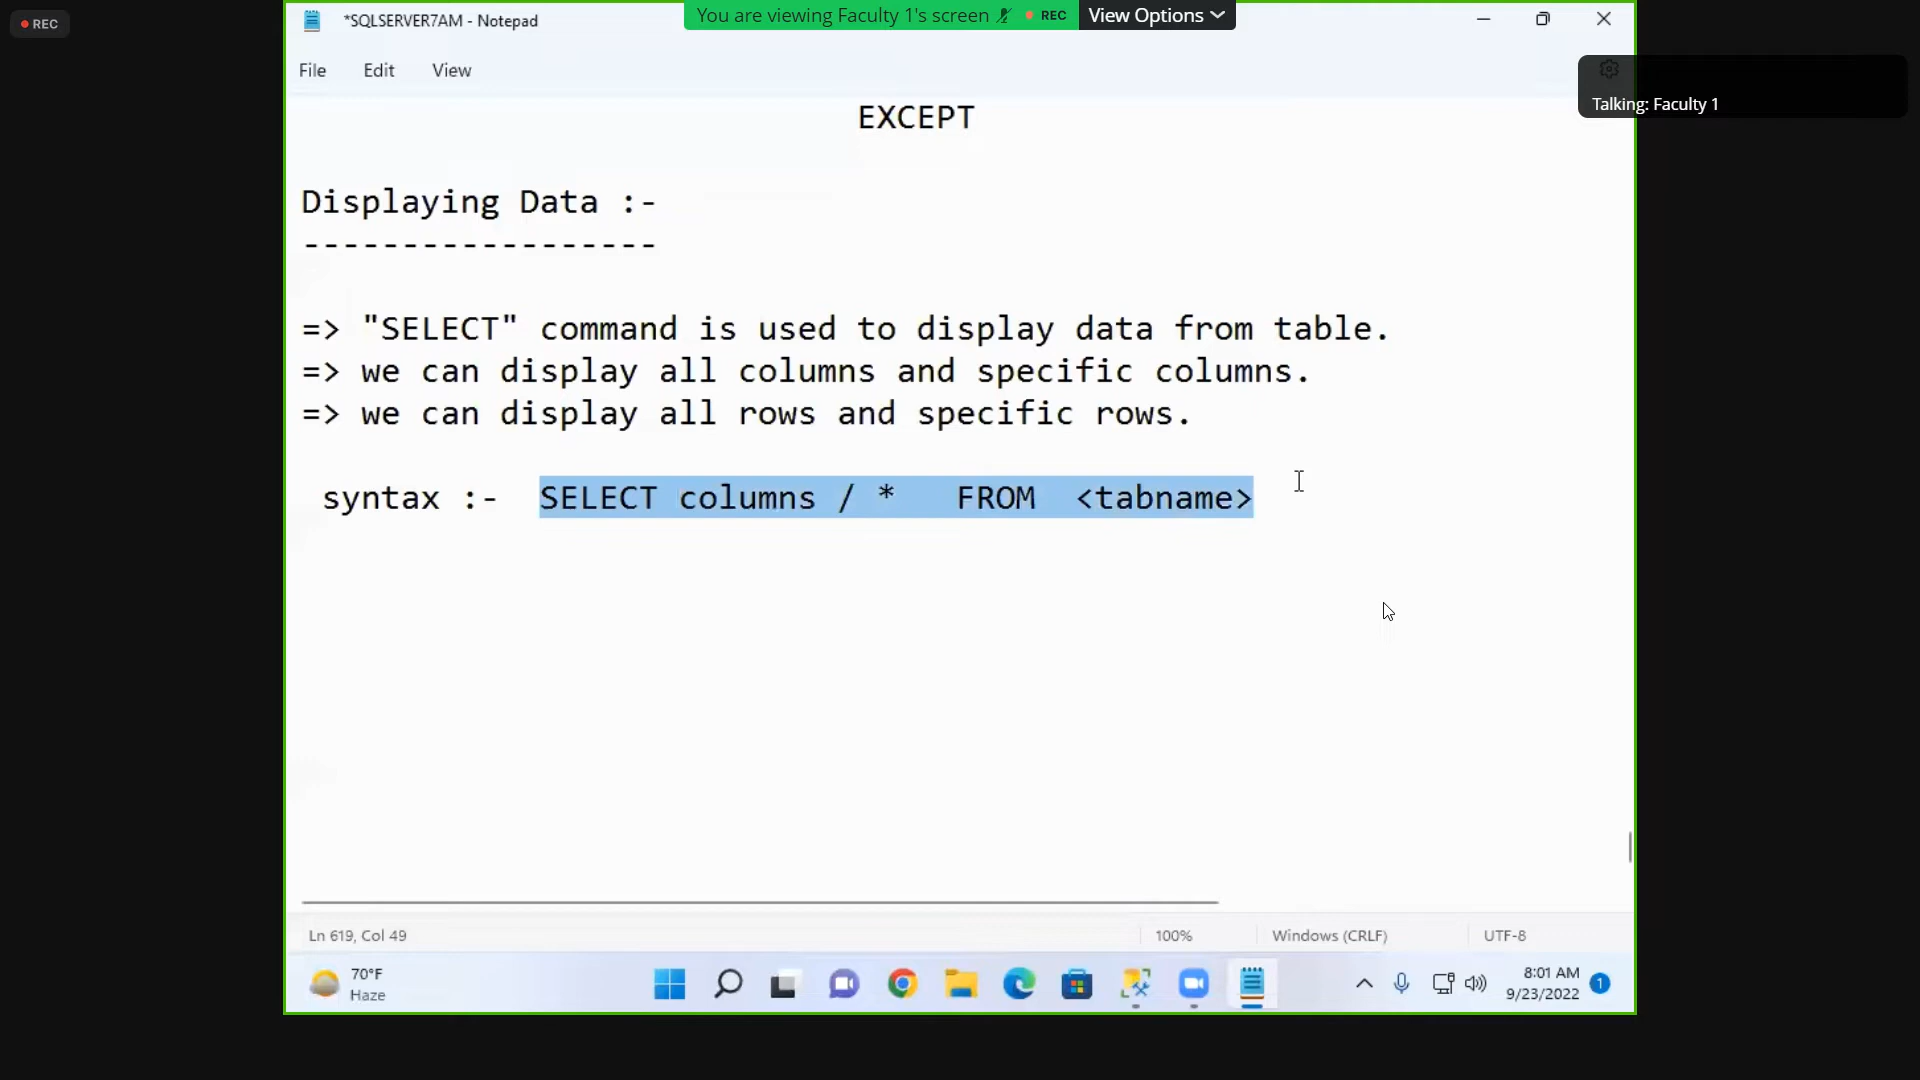 REC
*SQLSERVER7AM - Notepad
You are viewing Faculty 1's screen
REC
View Options
File Edit View
Talking: Faculty 1
EXCEPT
Displaying Data :-
------------------
=> "SELECT" command is used to display data from table.
=> we can display all columns and specific columns.
=> we can display all rows and specific rows.
syntax :- SELECT columns / * FROM <tabname>
Ln 619, Col 49
100%
Windows (CRLF)
UTF-8
70°F
Haze
8:01 AM
9/23/2022
1